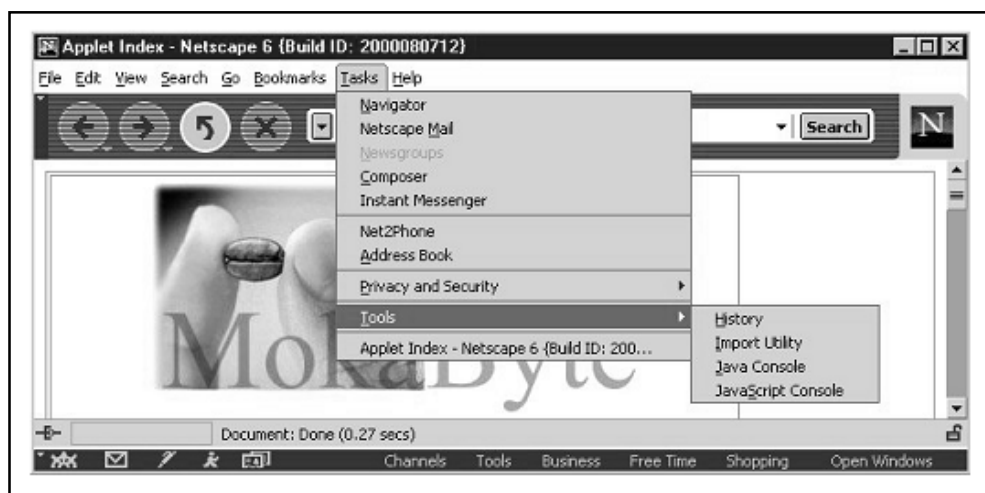 Applet Index - Netscape 6 {Build ID: 2000080712}
File Edit View Search Go Bookmarks Tasks Help
Search
N
Navigator
Netscape Mail
Newsgroups
Composer
Instant Messenger
Net2Phone
Address Book
Privacy and Security
Tools
Applet Index - Netscape 6 {Build ID: 200...
History
Import Utility
Java Console
JavaScript Console
MokaByte
Document: Done (0.27 secs)
Channels Tools Business Free Time Shopping Open Windows